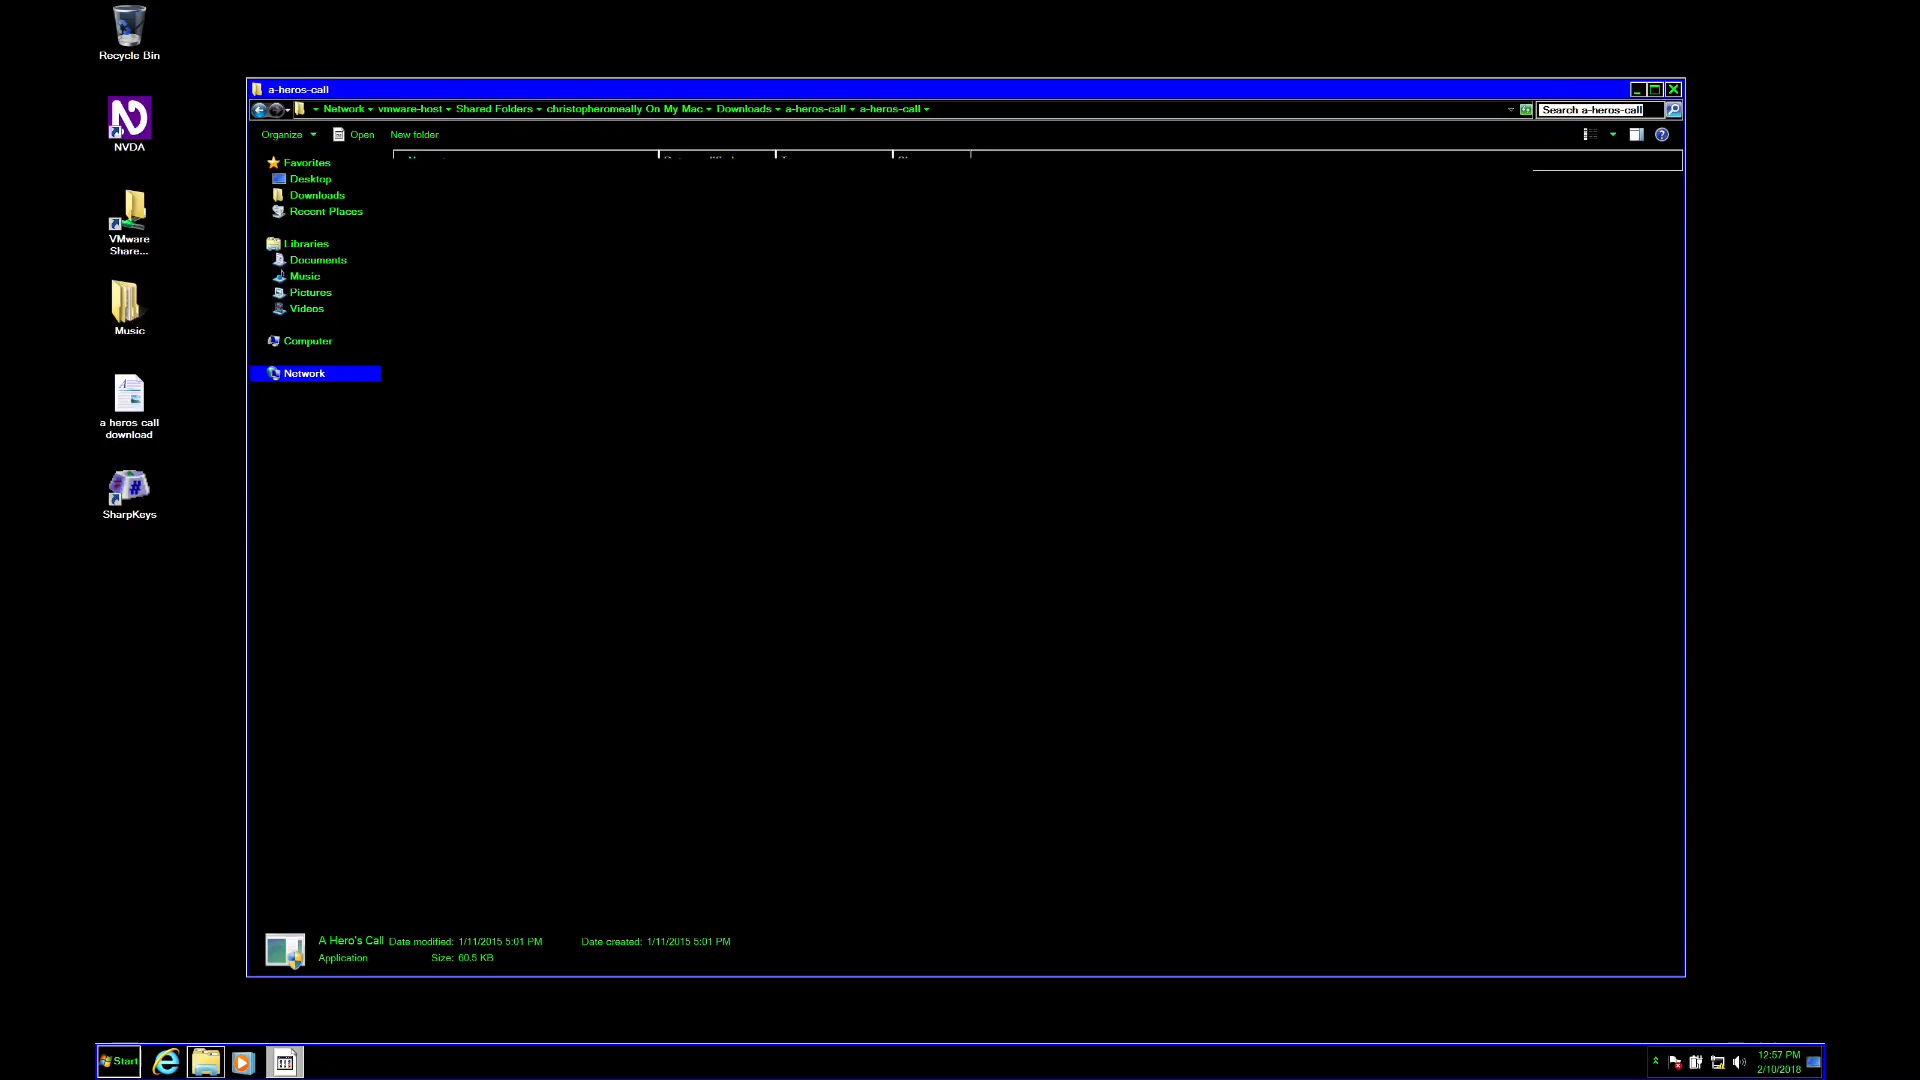 Recycle Bin
NVDA
VMware
Share...
Music
a heros call
download
SharpKeys
a-heros-call
Network vmware-host Shared Folders christopheromeally On My Mac Downloads a-heros-call a-heros-call
Search a-heros-call
Organize Open New folder
Favorites
Desktop
Downloads
Recent Places
Libraries
Documents
Music
Pictures
Videos
Computer
Network
A Hero's Call Date modified: 1/11/2015 5:01 PM Date created: 1/11/2015 5:01 PM
Application Size: 60.5 KB
Start
12:57 PM
2/10/2018